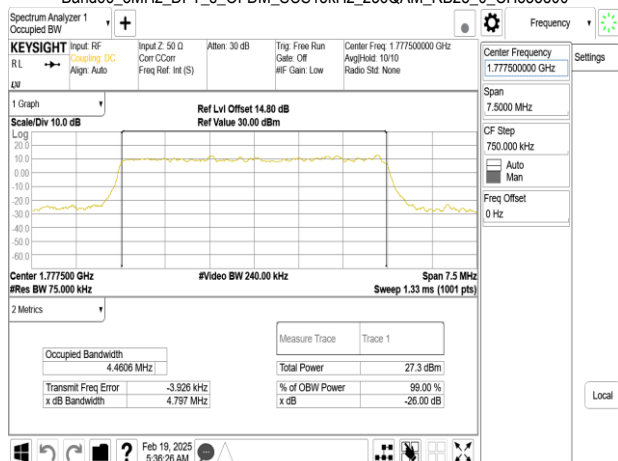 Spectrum Analyzer 1
Occupied BW
+
Frequency
KEYSIGHT
RL
Input: RF
Coupling: DC
Align: Auto
Input Z: 50 Ω
Corr CCorr
Freq Ref: Int (S)
Atten: 30 dB
Trig: Free Run
Gate: Off
#IF Gain: Low
Center Freq: 1.777500000 GHz
Avg|Hold: 10/10
Radio Std: None
Center Frequency
1.777500000 GHz
Settings
Span
7.5000 MHz
CF Step
750.000 kHz
Auto
Man
Freq Offset
0 Hz
Local
1 Graph
Scale/Div 10.0 dB
Ref Lvl Offset 14.80 dB
Ref Value 30.00 dBm
Log
20.0
10.0
0.00
-10.0
-20.0
-30.0
-40.0
-50.0
-60.0
Center 1.777500 GHz
#Video BW 240.00 kHz
Span 7.5 MHz
#Res BW 75.000 kHz
Sweep 1.33 ms (1001 pts)
2 Metrics
Measure Trace
Trace 1
Occupied Bandwidth
4.4606 MHz
Total Power
27.3 dBm
Transmit Freq Error
-3.926 kHz
% of OBW Power
99.00 %
x dB Bandwidth
4.797 MHz
x dB
-26.00 dB
?
Feb 19, 2025
5:36:26 AM